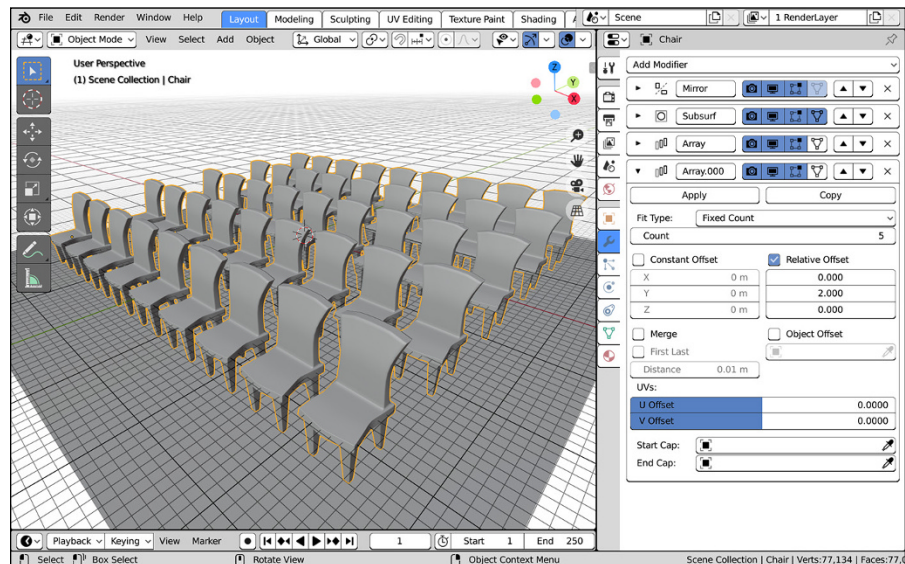 File Edit Render Window Help Layout Modeling Sculpting UV Editing Texture Paint Shading Scene 1 RenderLayer
Object Mode View Select Add Object Global Chair
User Perspective
(1) Scene Collection | Chair
Z
Y
X
Add Modifier
Mirror
Subsurf
Array
Array.000
Apply Copy
Fit Type: Fixed Count
Count 5
Constant Offset Relative Offset
X 0 m 0.000
Y 0 m 2.000
Z 0 m 0.000
Merge Object Offset
First Last
Distance 0.01 m
UVs:
U Offset 0.0000
V Offset 0.0000
Start Cap:
End Cap:
Playback Keying View Marker 1 Start 1 End 250
Select Box Select Rotate View Object Context Menu Scene Collection | Chair | Verts:77,134 | Faces:77,0